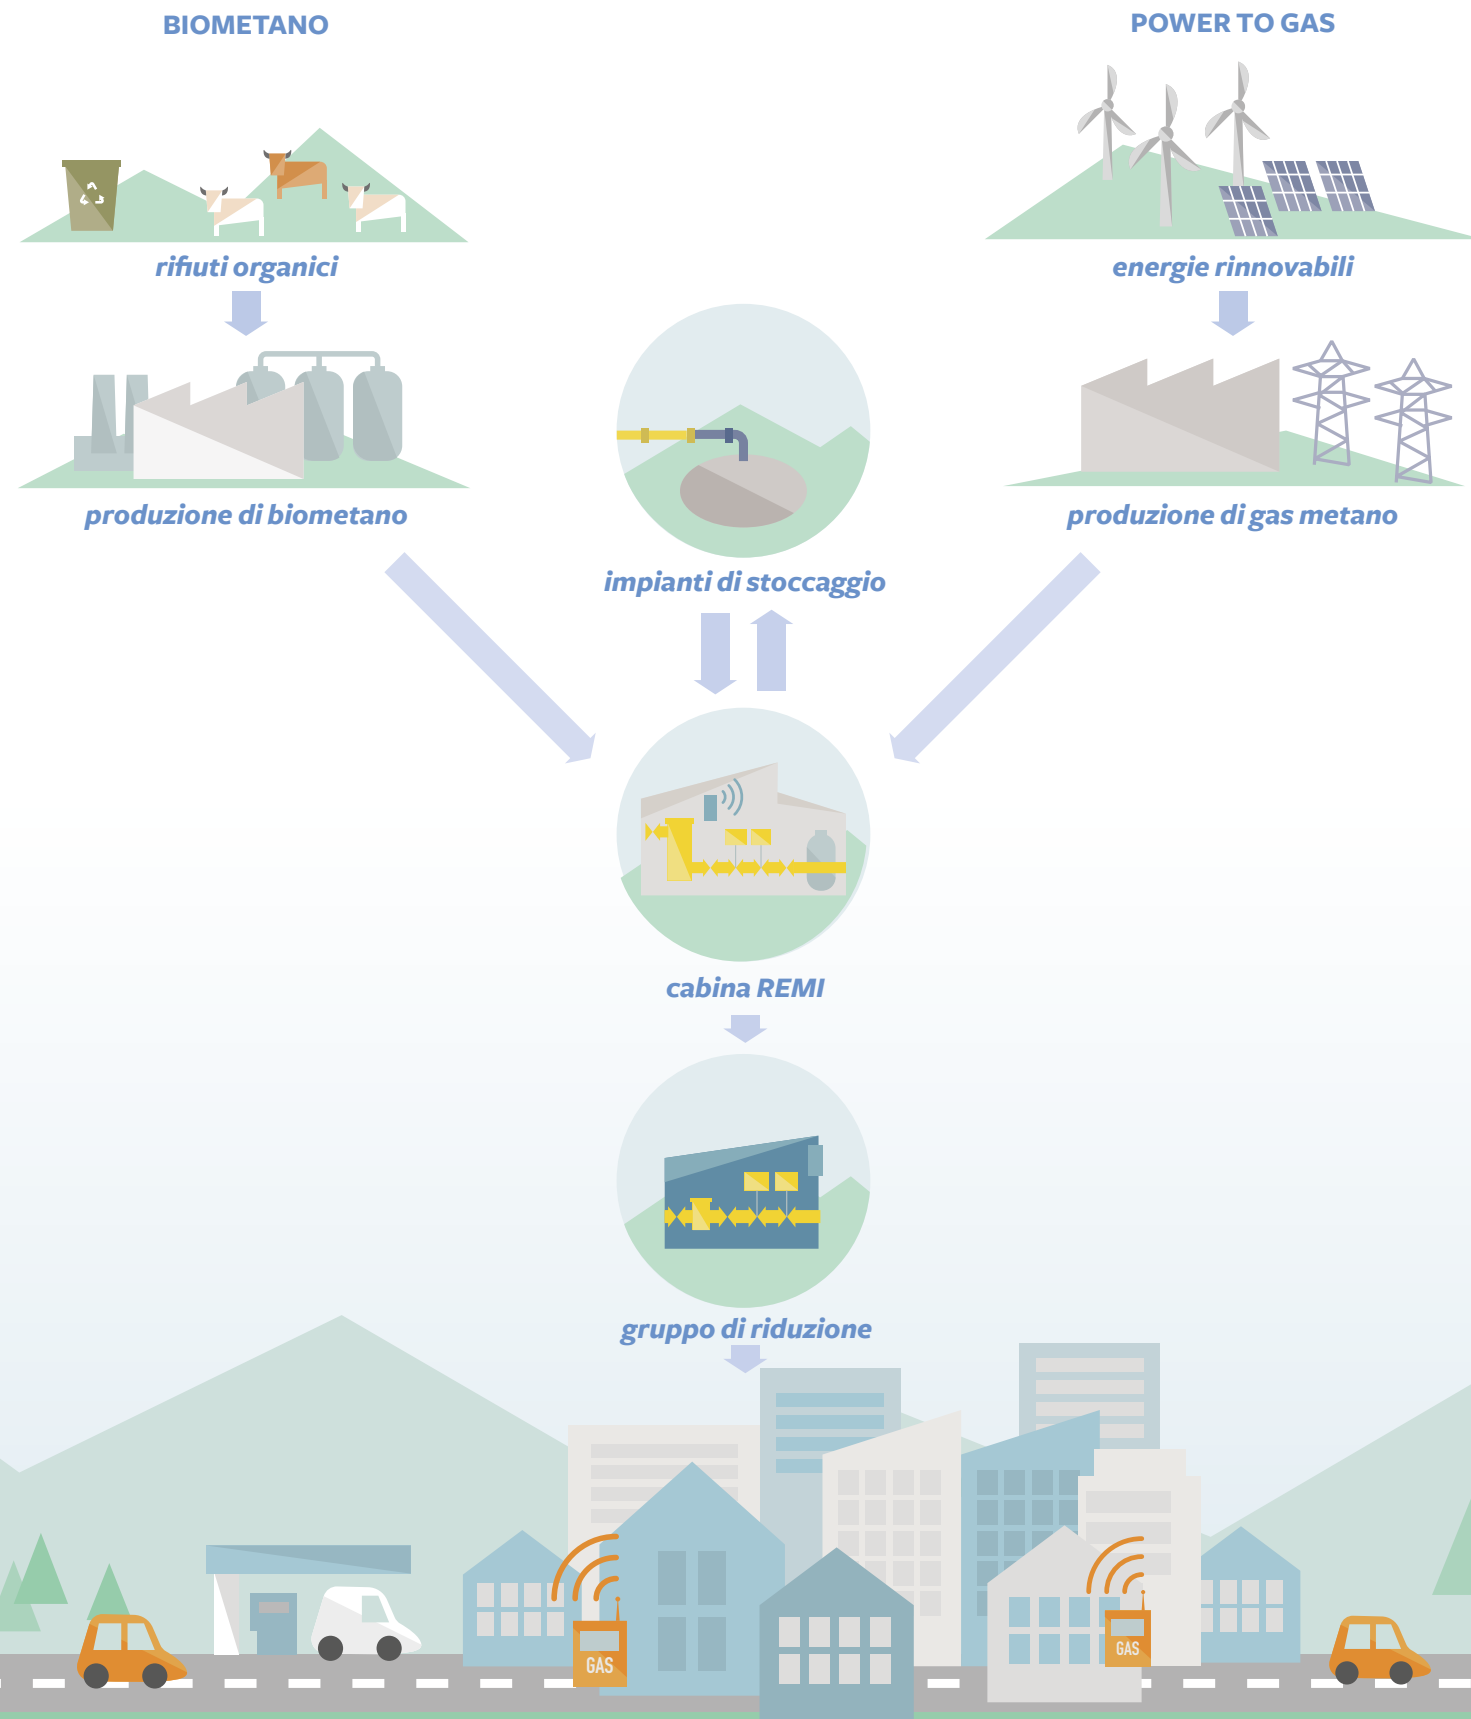 BIOMETANO
POWER TO GAS
rifiuti organici
energie rinnovabili
produzione di biometano
produzione di gas metano
impianti di stoccaggio
cabina REMI
gruppo di riduzione
GAS
GAS